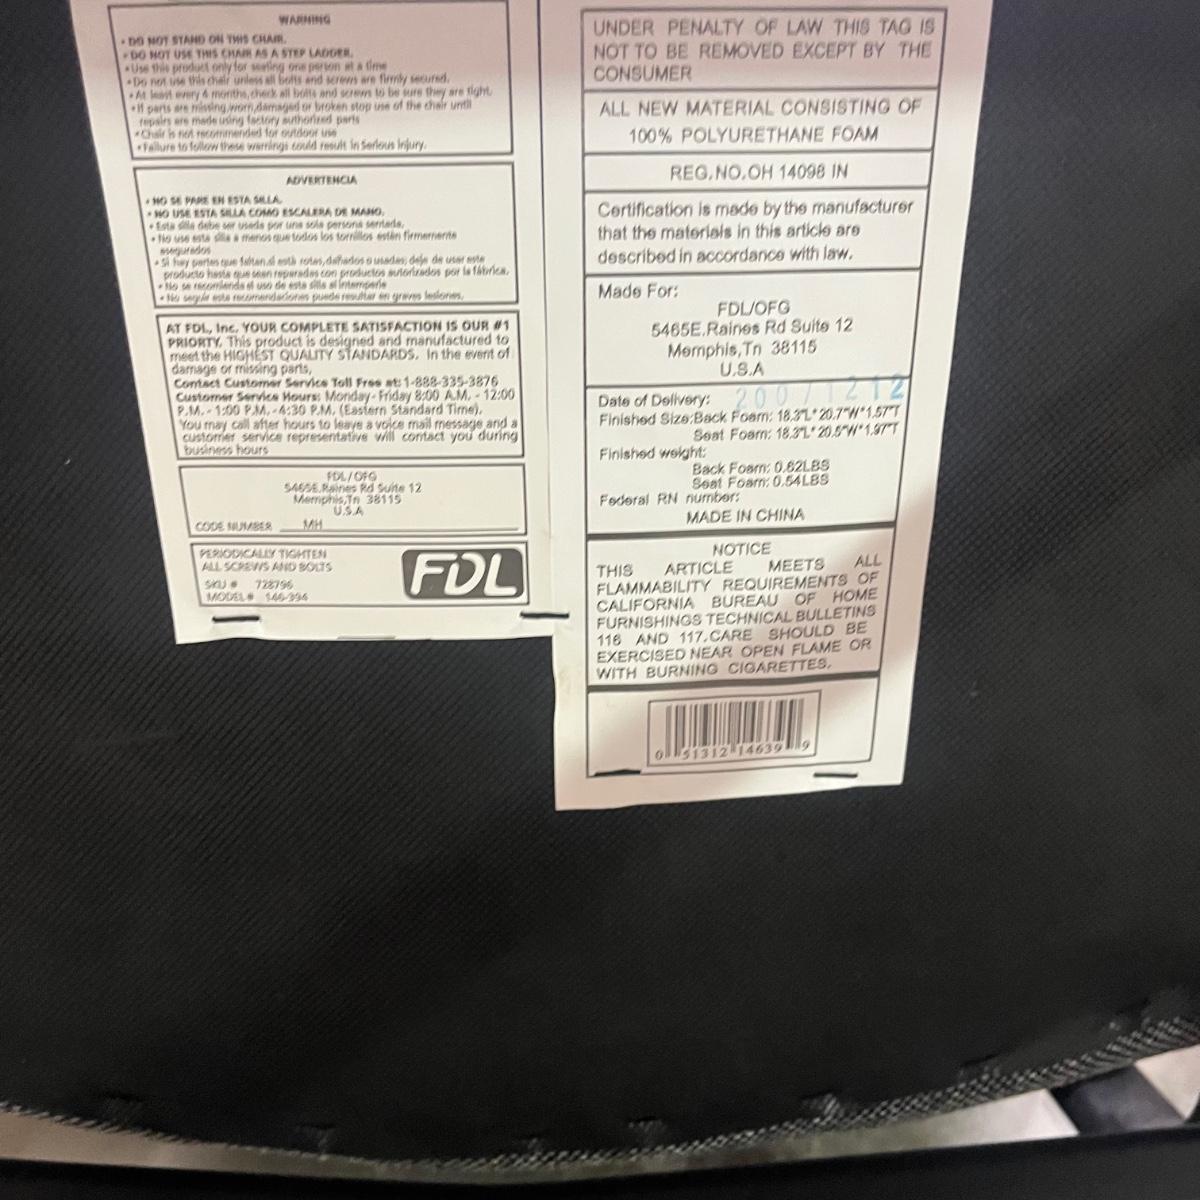 WARNING
• DO NOT STAND ON THIS CHAIR.
• DO NOT USE THIS CHAIR AS A STEP LADDER.
• Use this product only for seating one person at a time
• Do not use this chair unless all bolts and screws are firmly secured.
• At least every 6 months, check all bolts and screws to be sure they are tight.
• If parts are missing, worn, damaged or broken stop use of the chair until
repairs are made using factory authorized parts
• Chair is not recommended for outdoor use
• Failure to follow these warnings could result in Serious Injury.
ADVERTENCIA
• NO SE PARE EN ESTA SILLA.
• NO USE ESTA SILLA COMO ESCALERA DE MANO.
• Esta silla debe ser usada por una sola persona sentada.
• No use esta silla a menos que todos los tornillos estén firmemente
asegurados
• Si hay partes que faltan, si está rotas, dañados o usadas; deje de usar este
producto hasta que sean reparadas con productos autorizados por la fábrica.
• No se recomienda el uso de esta silla al intemperie
• No seguir esta recomendaciones puede resultar en graves lesiones.
AT FDL, Inc. YOUR COMPLETE SATISFACTION IS OUR #1
PRIORTY. This product is designed and manufactured to
meet the HIGHEST QUALITY STANDARDS. In the event of
damage or missing parts,
Contact Customer Service Toll Free at: 1-888-335-3876
Customer Service Hours: Monday- Friday 8:00 A.M. - 12:00
P.M. - 1:00 P.M. -4:30 P.M. (Eastern Standard Time).
You may call after hours to leave a voice mail message and a
customer service representative will contact you during
business hours
FDL/OFG
5465E.Raines Rd Suite 12
Memphis,Tn 38115
U.S.A
CODE NUMBER MH
PERIODICALLY TIGHTEN
ALL SCREWS AND BOLTS
SKU # 728796
MODEL# 146-394
FDL
UNDER PENALTY OF LAW THIS TAG IS
NOT TO BE REMOVED EXCEPT BY THE
CONSUMER
ALL NEW MATERIAL CONSISTING OF
100% POLYURETHANE FOAM
REG.NO.OH 14098 IN
Certification is made by the manufacturer
that the materials in this article are
described in accordance with law.
Made For:
FDL/OFG
5465E.Raines Rd Suite 12
Memphis,Tn 38115
U.S.A
Date of Delivery: 20071212
Finished Size:Back Foam: 18.3"L* 20.7"W*1.57"T
Seat Foam: 18.3"L* 20.5"W*1.97"T
Finished weight:
Back Foam: 0.62LBS
Seat Foam: 0.54LBS
Federal RN number:
MADE IN CHINA
NOTICE
THIS ARTICLE MEETS ALL
FLAMMABILITY REQUIREMENTS OF
CALIFORNIA BUREAU OF HOME
FURNISHINGS TECHNICAL BULLETINS
116 AND 117.CARE SHOULD BE
EXERCISED NEAR OPEN FLAME OR
WITH BURNING CIGARETTES.
0 51312 14639 9